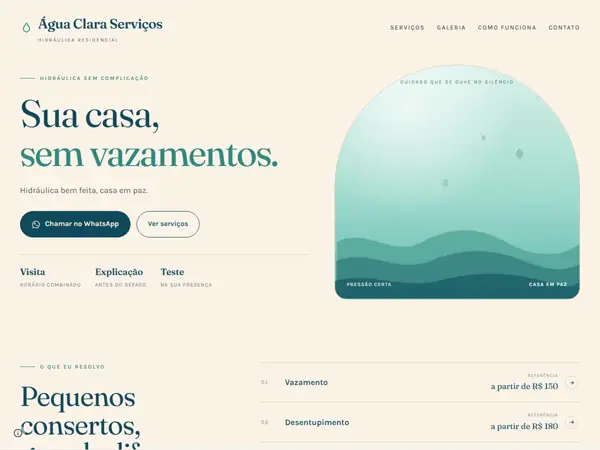 Água Clara Serviços
HIDRÁULICA RESIDENCIAL
SERVIÇOS GALERIA COMO FUNCIONA CONTATO
HIDRÁULICA SEM COMPLICAÇÃO
Sua casa,
sem vazamentos.
Hidráulica bem feita, casa em paz.
Chamar no WhatsApp
Ver serviços
Visita
HORÁRIO COMBINADO
Explicação
ANTES DO REPARO
Teste
NA SUA PRESENÇA
CUIDADO QUE SE OUVE NO SILÊNCIO
PRESSÃO CERTA
CASA EM PAZ
O QUE EU RESOLVO
Pequenos
consertos,
01 Vazamento
REFERÊNCIA
a partir de R$ 150
02 Desentupimento
REFERÊNCIA
a partir de R$ 180